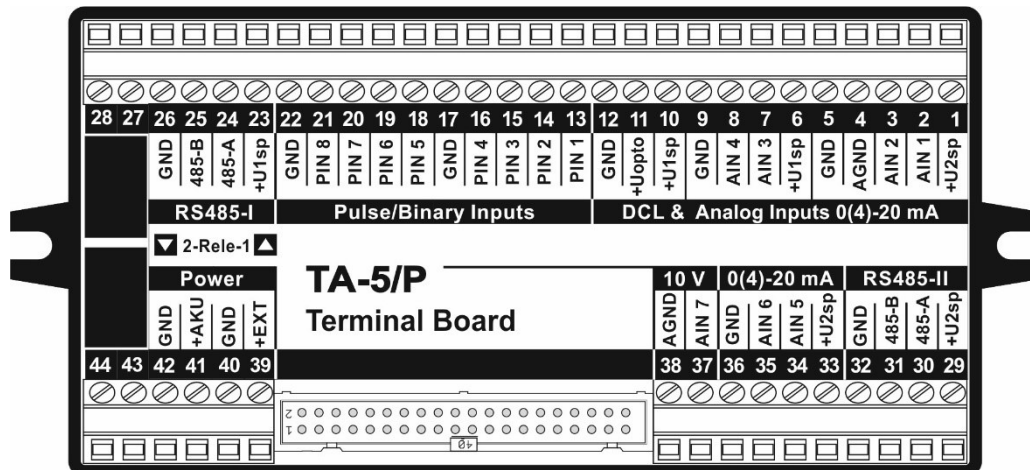 28 27 26 25 24 23 22 21 20 19 18 17 16 15 14 13 12 11 10 9 8 7 6 5 4 3 2 1
GND 485-B 485-A +U1sp GND PIN 8 PIN 7 PIN 6 PIN 5 GND PIN 4 PIN 3 PIN 2 PIN 1 GND +Uopto +U1sp GND AIN 4 AIN 3 +U1sp GND AGND AIN 2 AIN 1 +U2sp
RS485-I Pulse/Binary Inputs DCL & Analog Inputs 0(4)-20 mA
▼ 2-Rele-1 ▲
Power TA-5/P 10 V 0(4)-20 mA RS485-II
GND +AKU GND +EXT Terminal Board AGND AIN 7 GND AIN 6 AIN 5 +U2sp GND 485-B 485-A +U2sp
44 43 42 41 40 39 38 37 36 35 34 33 32 31 30 29
2
1
40